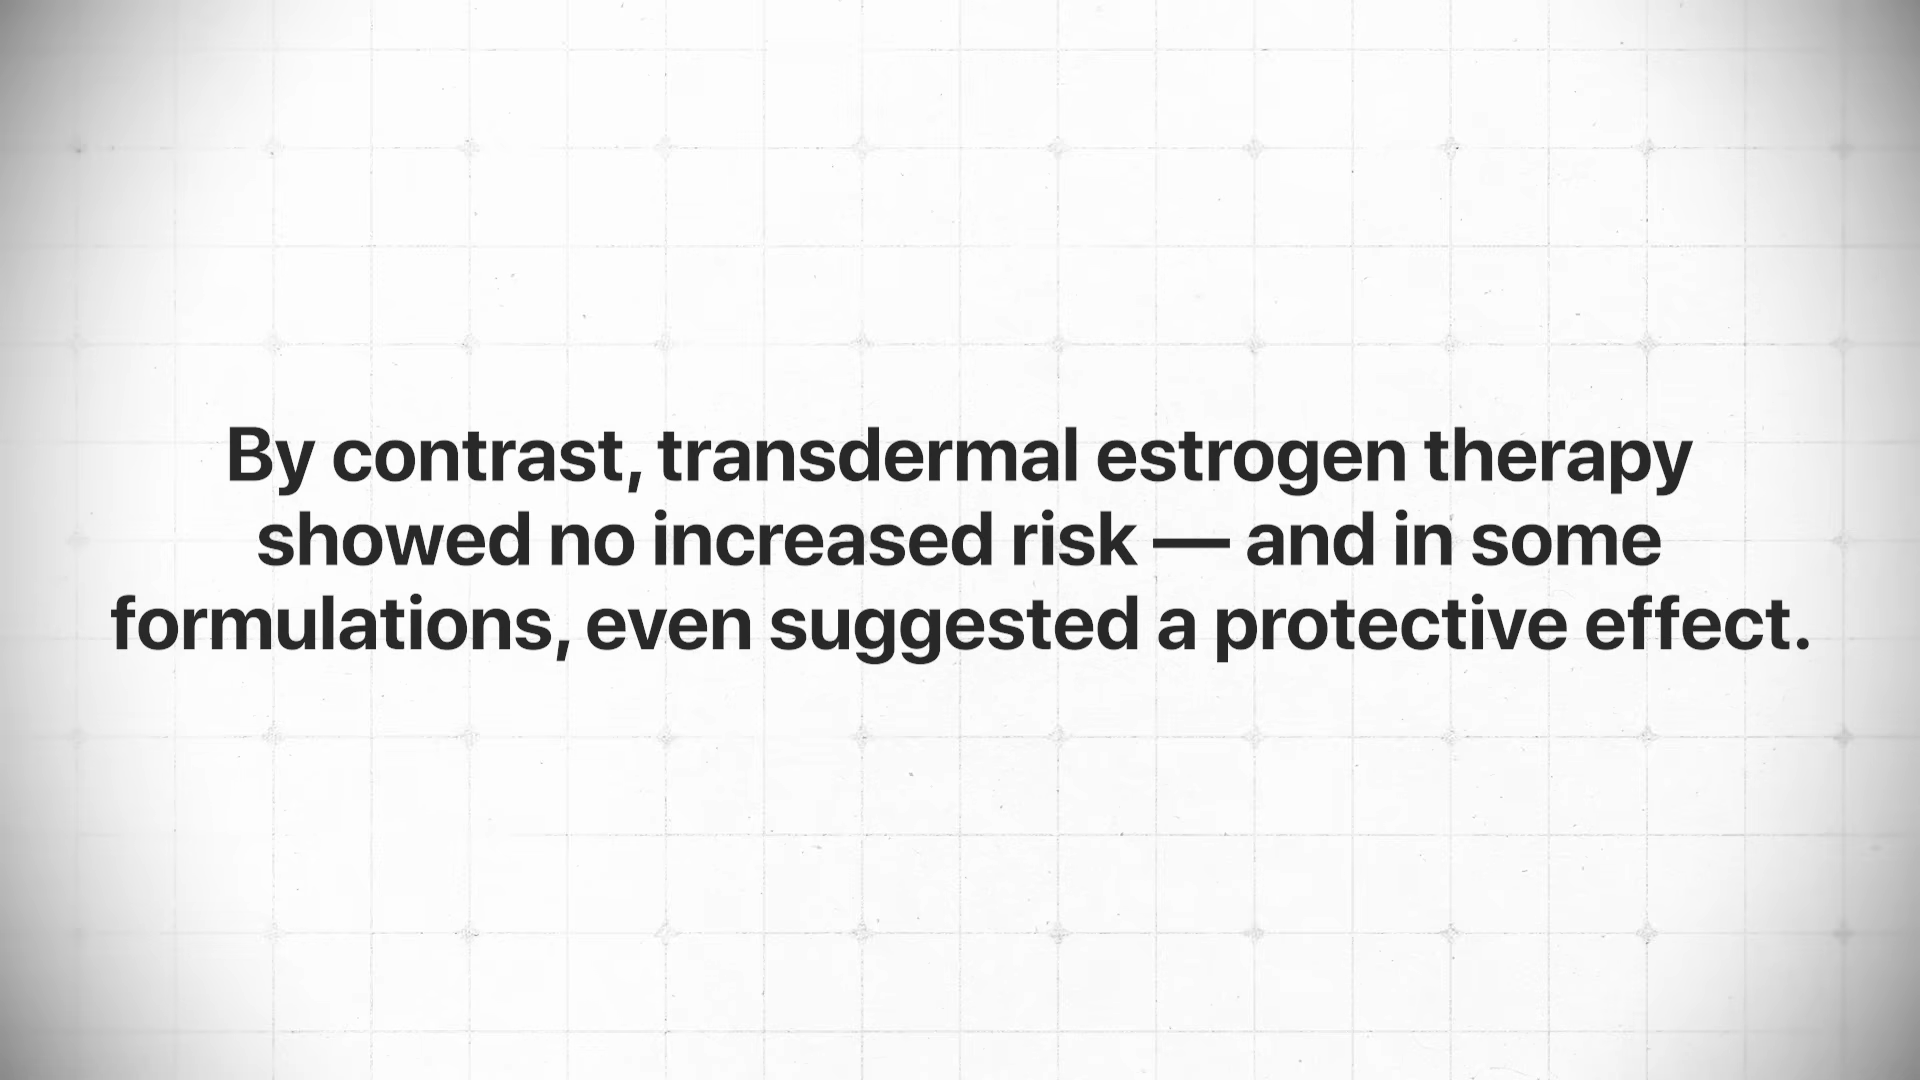 By contrast, transdermal estrogen therapy
showed no increased risk — and in some
formulations, even suggested a protective effect.